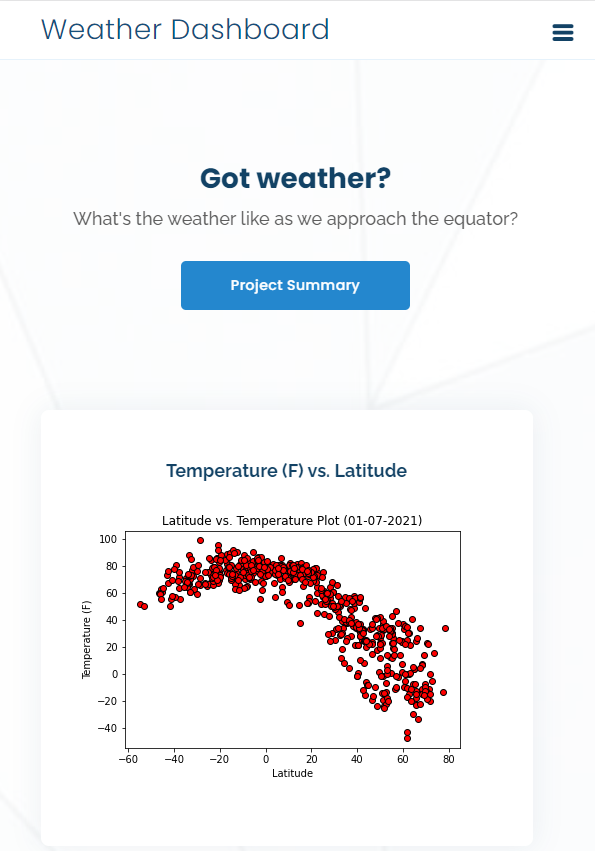 Weather Dashboard
Got weather?
What's the weather like as we approach the equator?
Project Summary
Temperature (F) vs. Latitude
Latitude vs. Temperature Plot (01-07-2021)
100
80
60
40
20
0
−20
−40
Temperature (F)
−60 −40 −20 0 20 40 60 80
Latitude